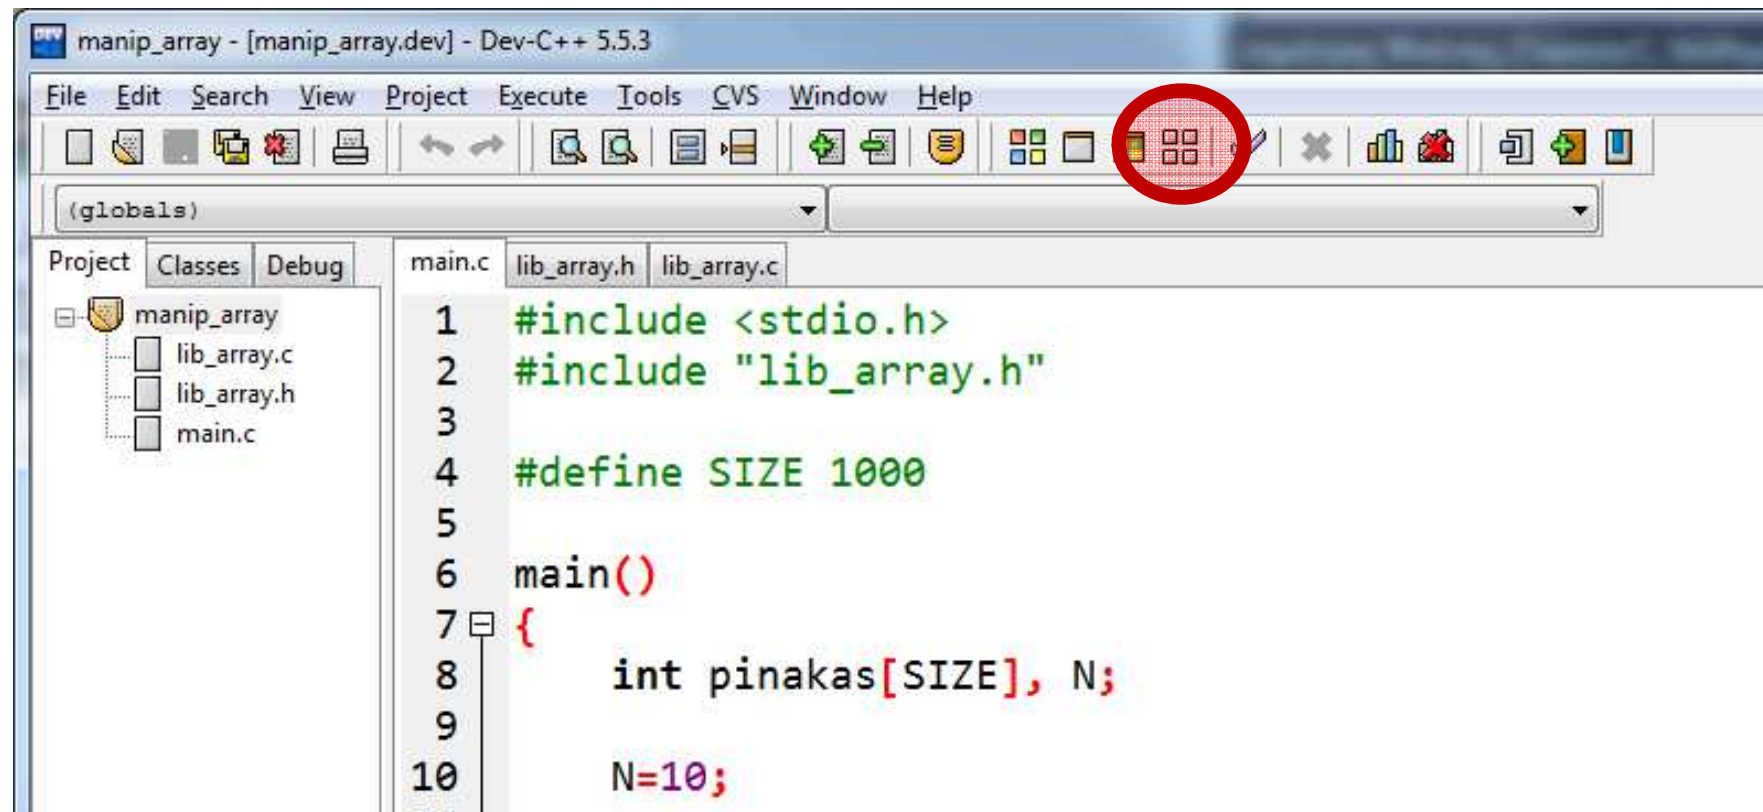 manip_array - [manip_array.dev] - Dev-C++ 5.5.3
File Edit Search View Project Execute Tools CVS Window Help
(globals)
Project Classes Debug
main.c lib_array.h lib_array.c
manip_array
lib_array.c
lib_array.h
main.c
1 #include <stdio.h>
2 #include "lib_array.h"
3
4 #define SIZE 1000
5
6 main()
7 {
8 int pinakas[SIZE], N;
9
10 N=10;